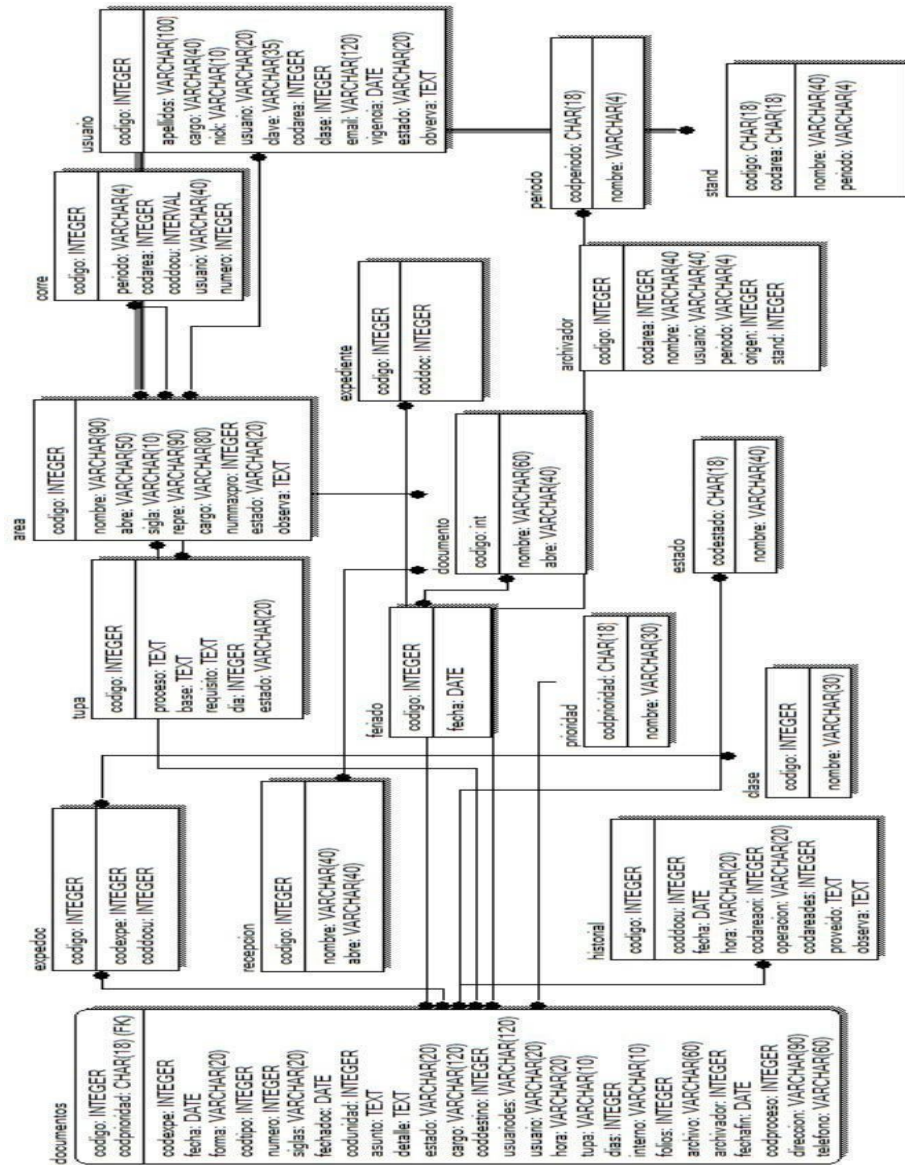 documentos
codigo: INTEGER
codprioridad: CHAR(18) (FK)
codexpe: INTEGER
fecha: DATE
forma: VARCHAR(20)
codtipo: INTEGER
numero: INTEGER
siglas: VARCHAR(20)
fechado: DATE
codunidad: INTEGER
asunto: TEXT
detalle: TEXT
estado: VARCHAR(20)
cargo: VARCHAR(120)
coddestino: INTEGER
usuariodes: VARCHAR(120)
usuario: VARCHAR(20)
hora: VARCHAR(20)
tupa: VARCHAR(10)
dias: INTEGER
interno: VARCHAR(10)
folios: INTEGER
archivo: VARCHAR(60)
archivador: INTEGER
fechafin: DATE
codproceso: INTEGER
direccion: VARCHAR(90)
telefono: VARCHAR(60)
expedoc
codigo: INTEGER
codexpe: INTEGER
coddocu: INTEGER
recepcion
codigo: INTEGER
nombre: VARCHAR(40)
abre: VARCHAR(40)
historial
codigo: INTEGER
coddocu: INTEGER
fecha: DATE
hora: VARCHAR(20)
codareaori: INTEGER
operacion: VARCHAR(20)
codareades: INTEGER
proveido: TEXT
observa: TEXT
tupa
codigo: INTEGER
proceso: TEXT
base: TEXT
requisito: TEXT
dia: INTEGER
estado: VARCHAR(20)
feriado
codigo: INTEGER
fecha: DATE
prioridad
codprioridad: CHAR(18)
nombre: VARCHAR(30)
clase
codigo: INTEGER
nombre: VARCHAR(30)
area
codigo: INTEGER
nombre: VARCHAR(90)
abre: VARCHAR(50)
sigla: VARCHAR(10)
repre: VARCHAR(90)
cargo: VARCHAR(80)
nummaxpro: INTEGER
estado: VARCHAR(20)
observa: TEXT
documento
codigo: int
nombre: VARCHAR(60)
abre: VARCHAR(40)
expediente
codigo: INTEGER
coddoc: INTEGER
estado
codestado: CHAR(18)
nombre: VARCHAR(40)
corre
codigo: INTEGER
periodo: VARCHAR(4)
codarea: INTEGER
coddocu: INTERVAL
usuario: VARCHAR(40)
numero: INTEGER
archivador
codigo: INTEGER
codarea: INTEGER
nombre: VARCHAR(40
usuario: VARCHAR(40
periodo: VARCHAR(4)
origen: INTEGER
stand: INTEGER
usuario
codigo: INTEGER
apellidos: VARCHAR(100)
cargo: VARCHAR(40)
nick: VARCHAR(10)
usuario: VARCHAR(20)
clave: VARCHAR(35)
codarea: INTEGER
clase: INTEGER
email: VARCHAR(120)
vigencia: DATE
estado: VARCHAR(20)
obverva: TEXT
periodo
codperiodo: CHAR(18)
nombre: VARCHAR(4)
stand
codigo: CHAR(18)
codarea: CHAR(18)
nombre: VARCHAR(40)
periodo: VARCHAR(4)